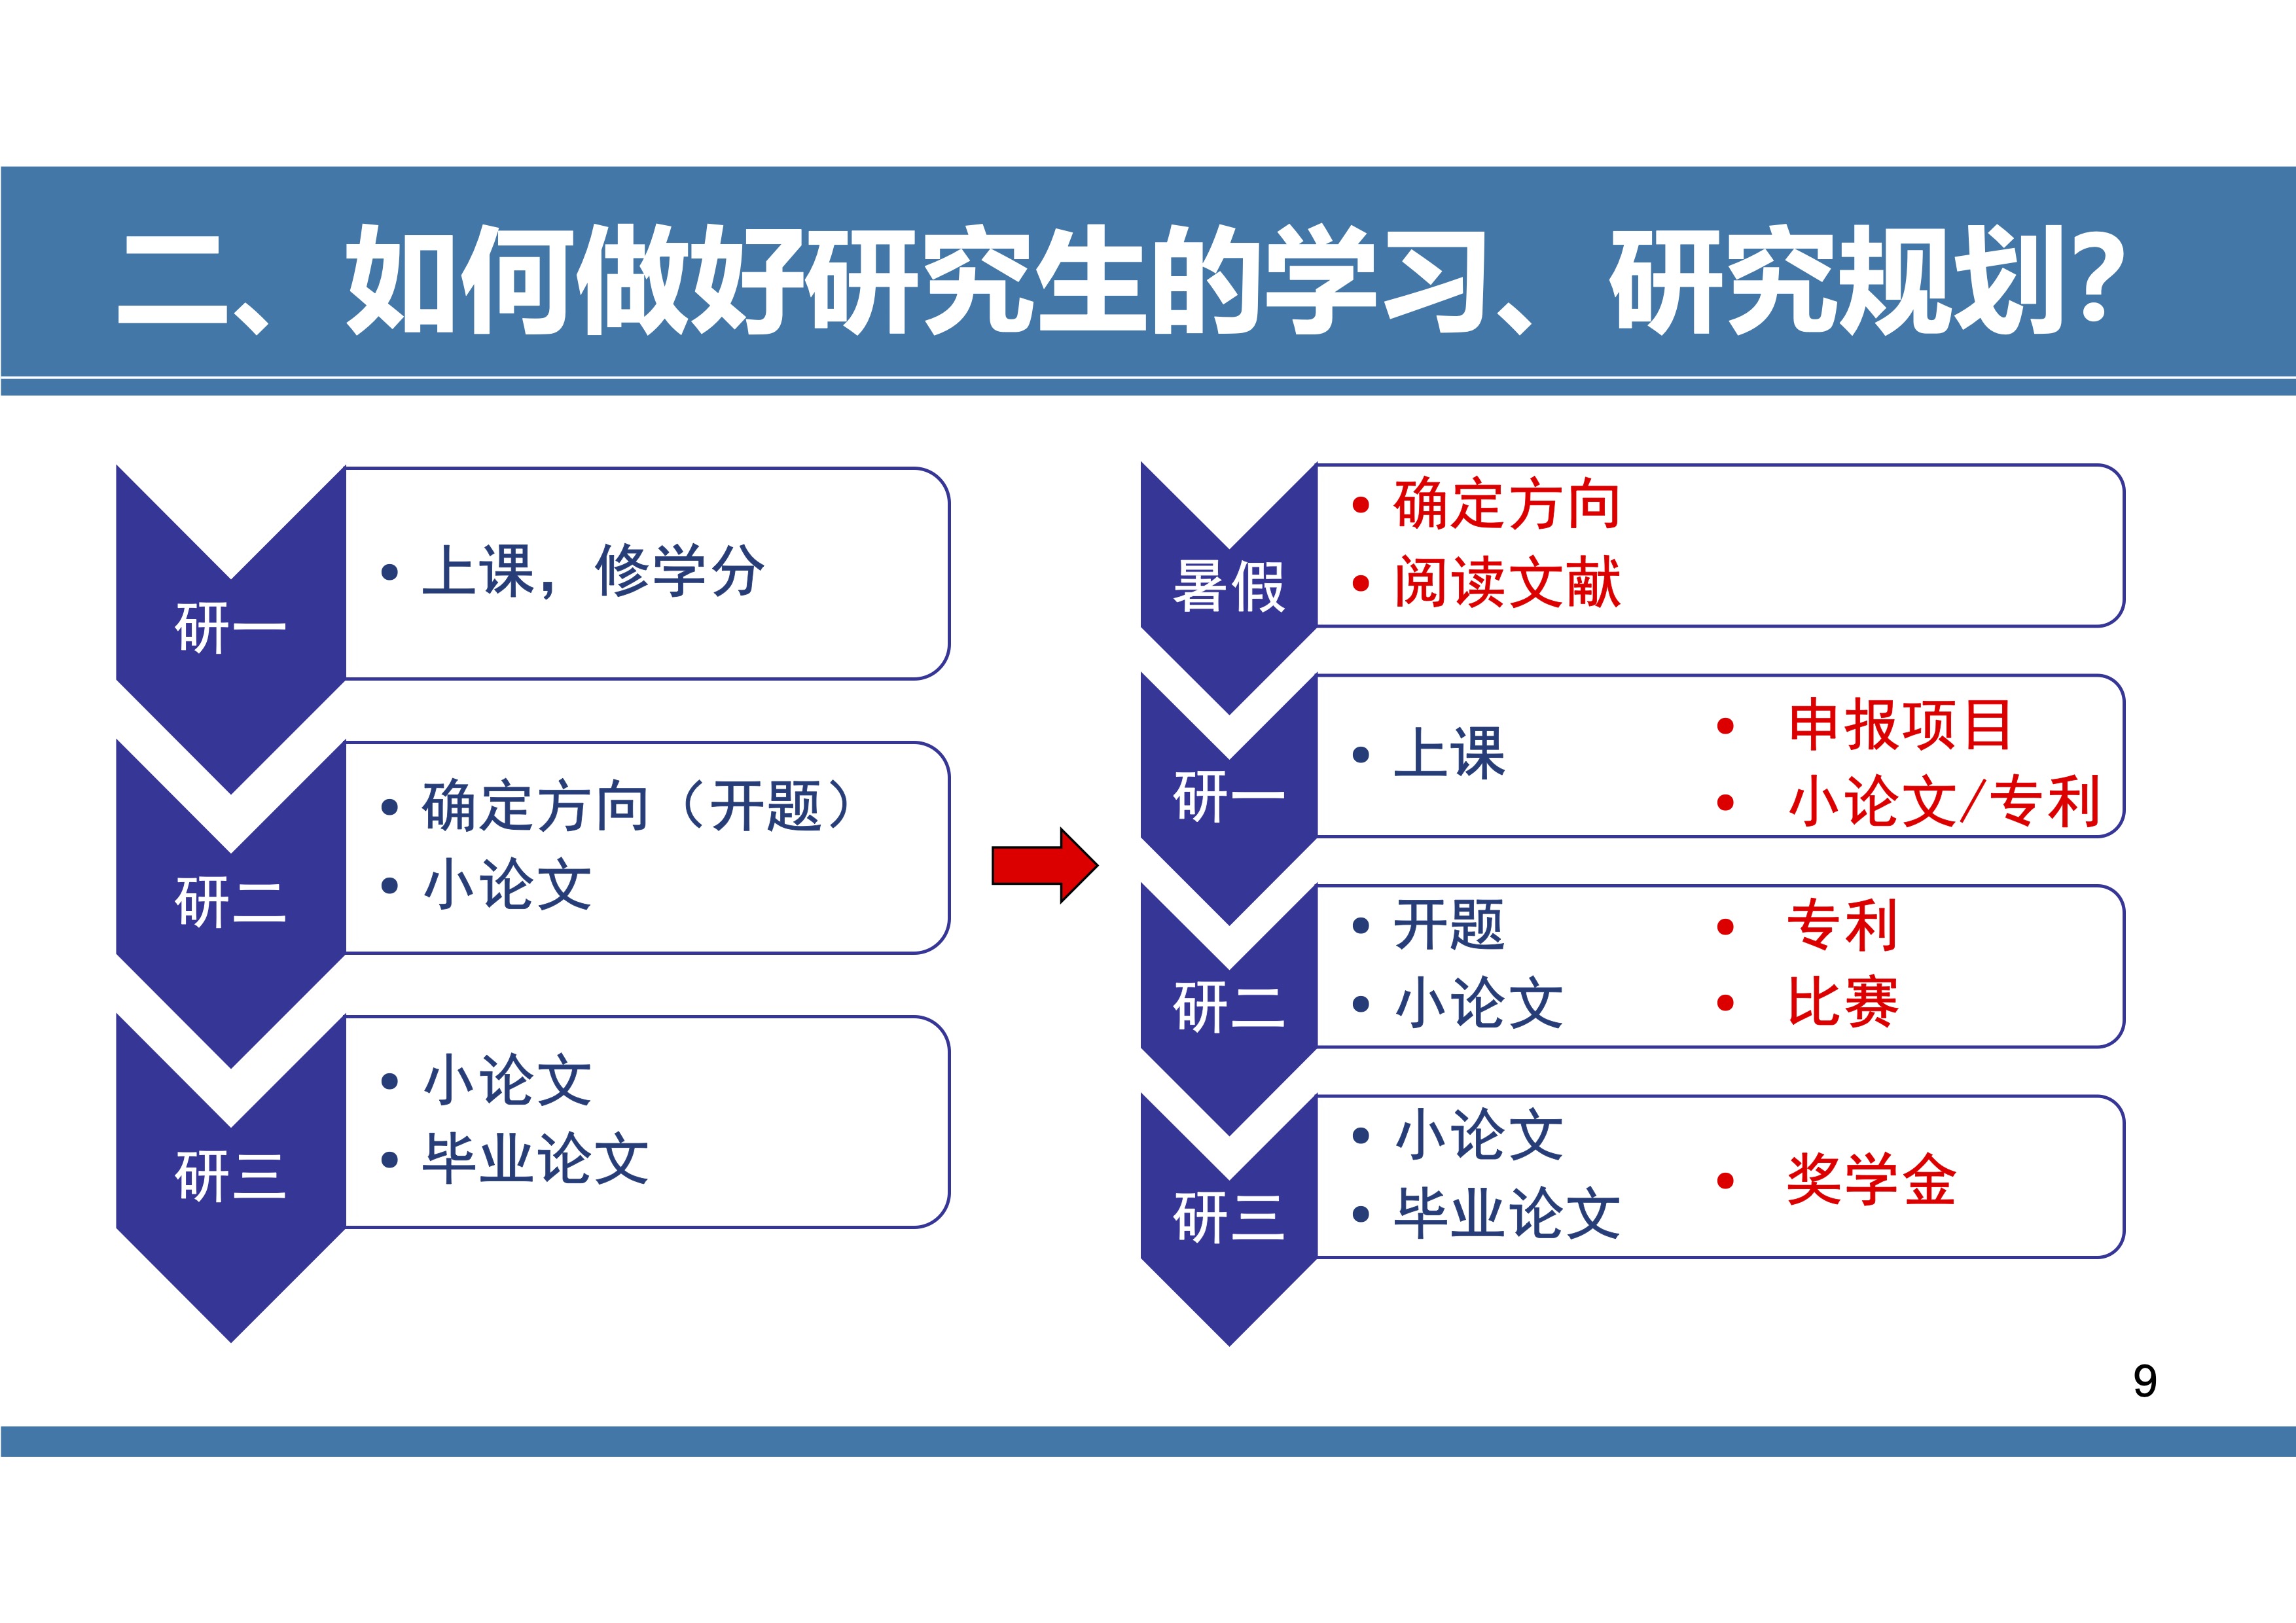 二、 如何做好研究生的学习、 研究规划？
研一
• 上课，修学分
研二
• 确定方向（开题）
• 小论文
研三
• 小论文
• 毕业论文
暑假
• 确定方向
• 阅读文献
研一
• 上课
• 申报项目
• 小论文/专利
研二
• 开题
• 小论文
• 专利
• 比赛
研三
• 小论文
• 毕业论文
• 奖学金
9